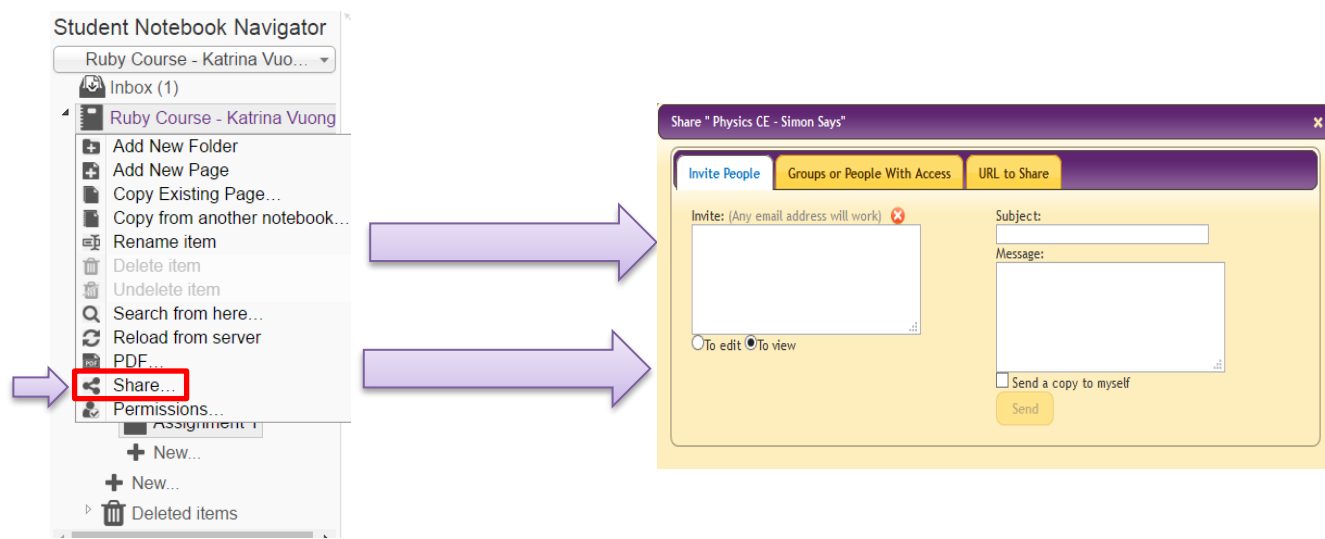 Student Notebook Navigator
Ruby Course - Katrina Vuo...
Inbox (1)
Ruby Course - Katrina Vuong
Add New Folder
Add New Page
Copy Existing Page...
Copy from another notebook...
Rename item
Delete item
Undelete item
Search from here...
Reload from server
PDF...
Share...
Permissions...
Assignment 1
New...
New...
Deleted items
Share " Physics CE - Simon Says"
Invite People
Groups or People With Access
URL to Share
Invite: (Any email address will work)
To edit To view
Subject:
Message:
Send a copy to myself
Send